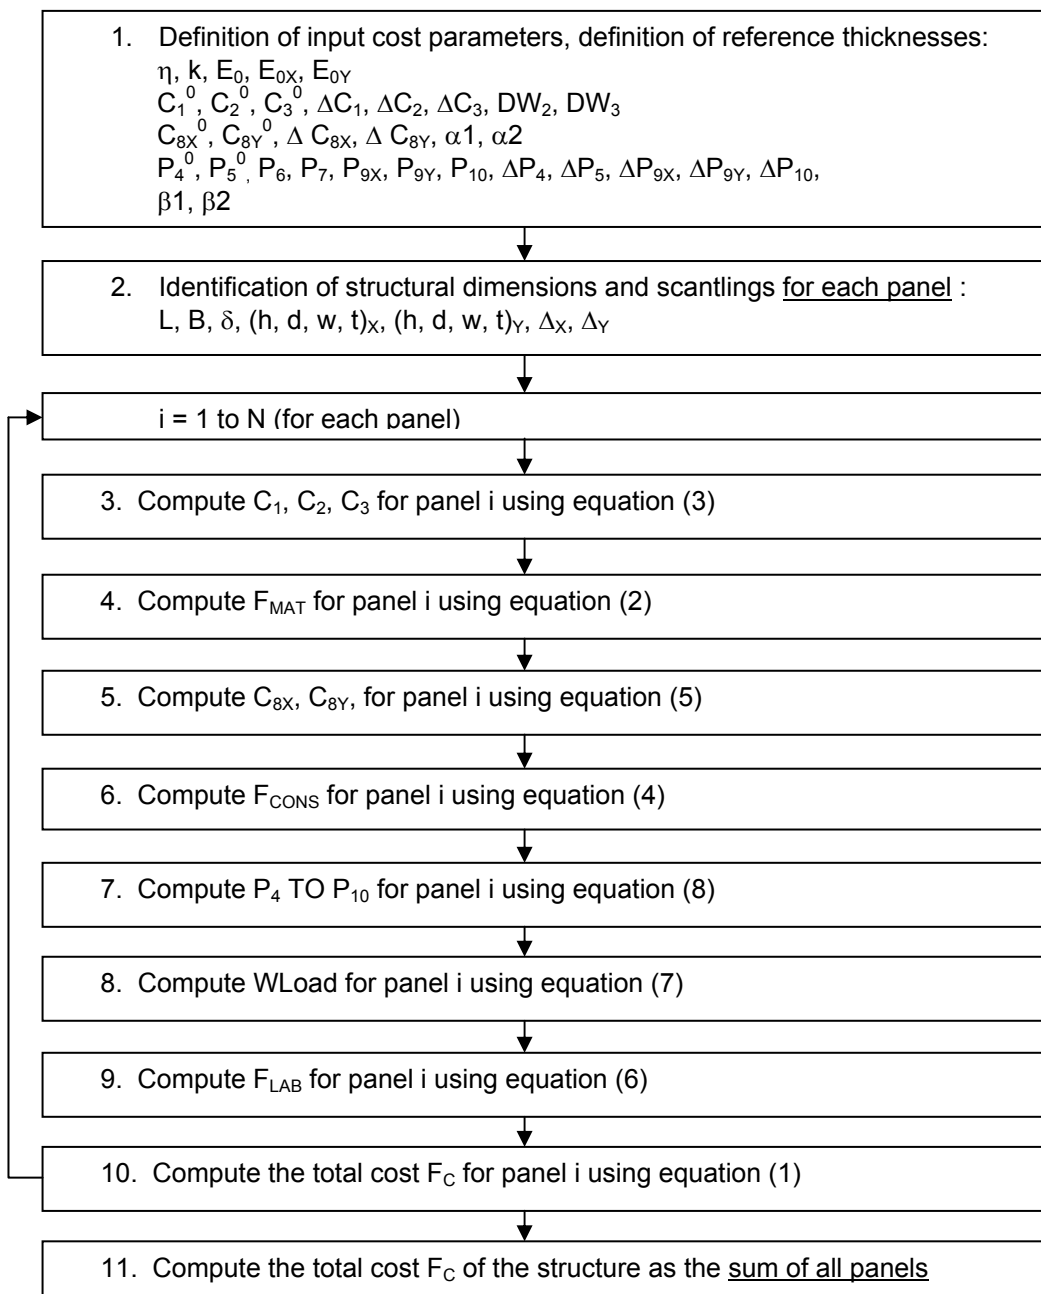 1. Definition of input cost parameters, definition of reference thicknesses:
η, k, E₀, E₀X, E₀Y
C₁⁰, C₂⁰, C₃⁰, ΔC₁, ΔC₂, ΔC₃, DW₂, DW₃
C₈X⁰, C₈Y⁰, Δ C₈X, Δ C₈Y, α1, α2
P₄⁰, P₅⁰, P₆, P₇, P₉X, P₉Y, P₁₀, ΔP₄, ΔP₅, ΔP₉X, ΔP₉Y, ΔP₁₀,
β1, β2
2. Identification of structural dimensions and scantlings for each panel :
L, B, δ, (h, d, w, t)X, (h, d, w, t)Y, ΔX, ΔY
i = 1 to N (for each panel)
3. Compute C₁, C₂, C₃ for panel i using equation (3)
4. Compute FMAT for panel i using equation (2)
5. Compute C₈X, C₈Y, for panel i using equation (5)
6. Compute FCONS for panel i using equation (4)
7. Compute P₄ TO P₁₀ for panel i using equation (8)
8. Compute WLoad for panel i using equation (7)
9. Compute FLAB for panel i using equation (6)
10. Compute the total cost FC for panel i using equation (1)
11. Compute the total cost FC of the structure as the sum of all panels